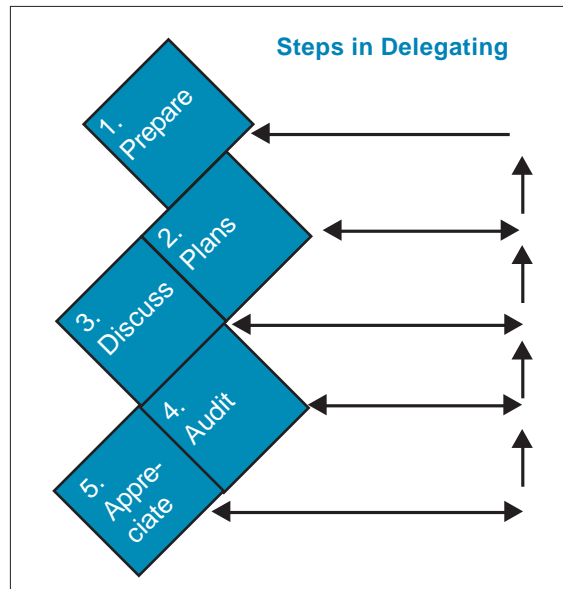 Steps in Delegating
1.
Prepare
2.
Plans
3.
Discuss
4.
Audit
5.
Appre-
ciate